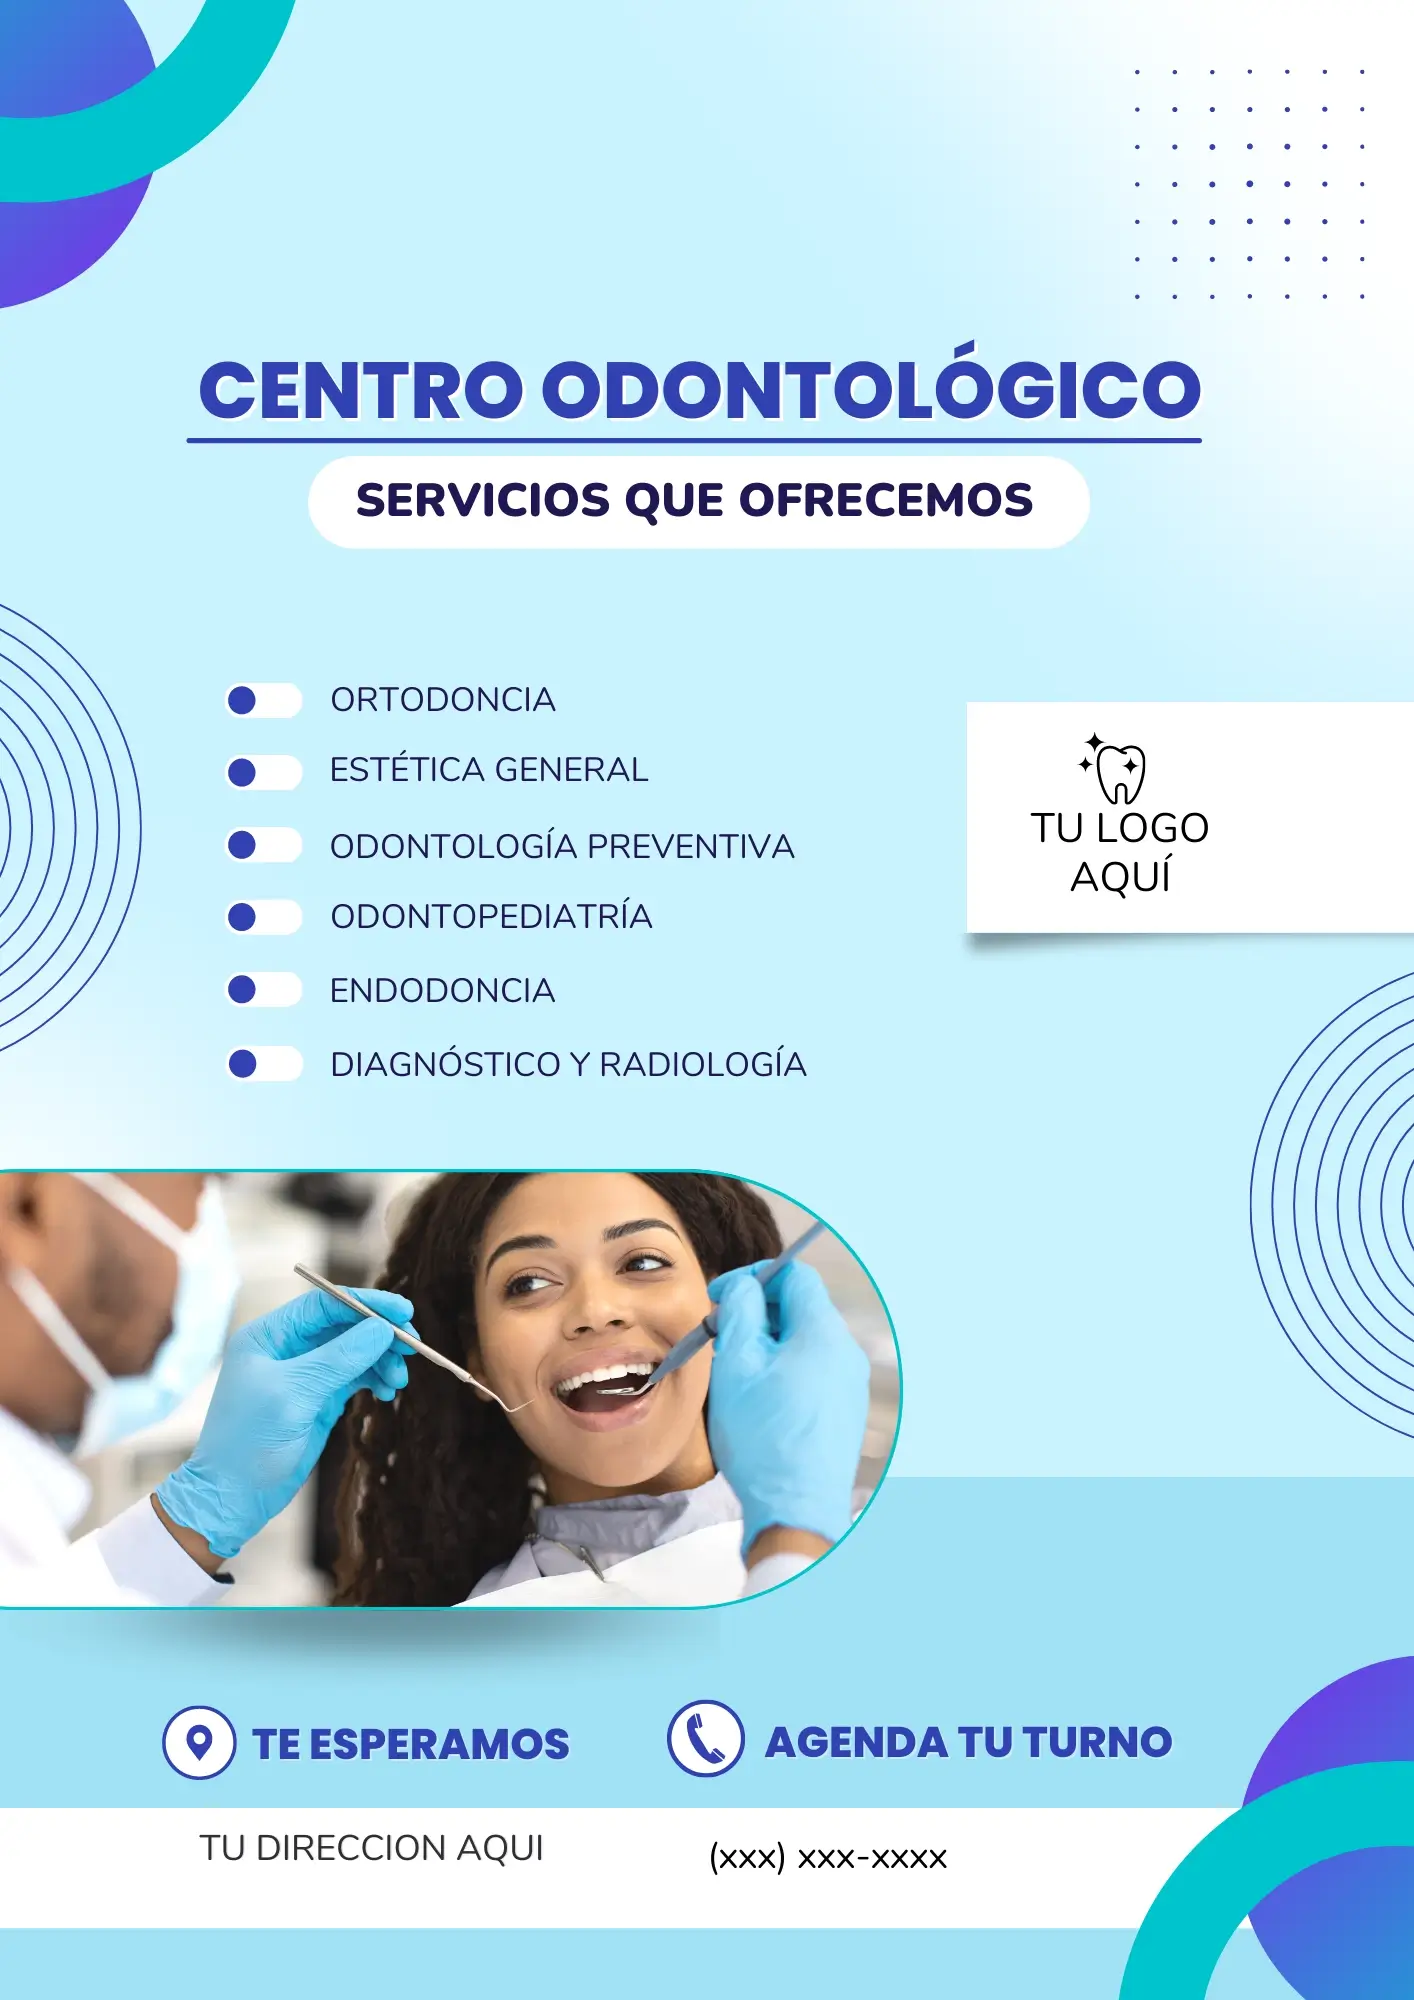 CENTRO ODONTOLÓGICO
SERVICIOS QUE OFRECEMOS
ORTODONCIA
ESTÉTICA GENERAL
ODONTOLOGÍA PREVENTIVA
ODONTOPEDIATRÍA
ENDODONCIA
DIAGNÓSTICO Y RADIOLOGÍA
TU LOGO
AQUÍ
TE ESPERAMOS
TU DIRECCION AQUI
AGENDA TU TURNO
(xxx) xxx-xxxx